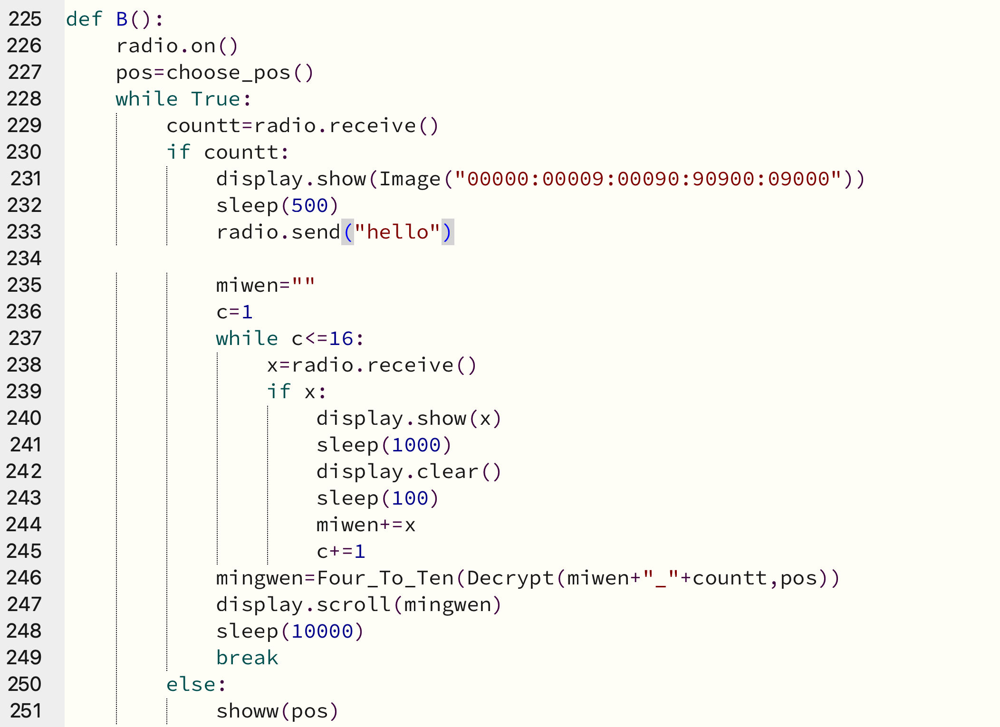 225 def B():
226     radio.on()
227     pos=choose_pos()
228     while True:
229         countt=radio.receive()
230         if countt:
231             display.show(Image("00000:00009:00090:90900:09000"))
232             sleep(500)
233             radio.send("hello")
234
235             miwen=""
236             c=1
237             while c<=16:
238                 x=radio.receive()
239                 if x:
240                     display.show(x)
241                     sleep(1000)
242                     display.clear()
243                     sleep(100)
244                     miwen+=x
245                     c+=1
246             mingwen=Four_To_Ten(Decrypt(miwen+"_"+countt,pos))
247             display.scroll(mingwen)
248             sleep(10000)
249             break
250         else:
251             showw(pos)